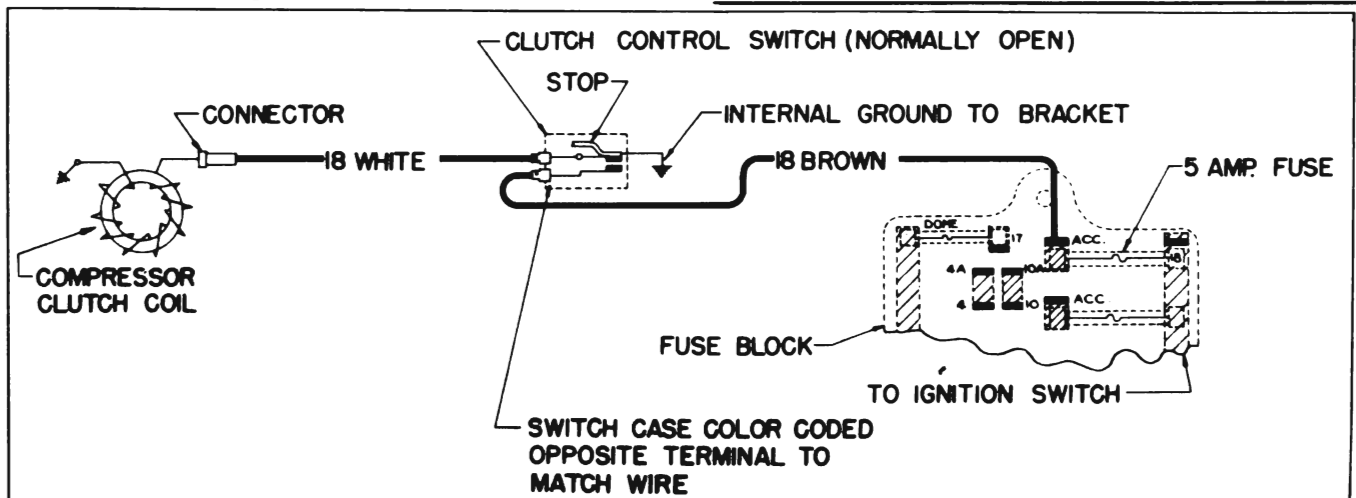 CLUTCH CONTROL SWITCH (NORMALLY OPEN)
STOP
CONNECTOR
INTERNAL GROUND TO BRACKET
18 WHITE
18 BROWN
5 AMP. FUSE
DOME
17
ACC.
4A
10A
18
4
10
ACC.
COMPRESSOR
CLUTCH COIL
FUSE BLOCK
TO IGNITION SWITCH
SWITCH CASE COLOR CODED
OPPOSITE TERMINAL TO
MATCH WIRE